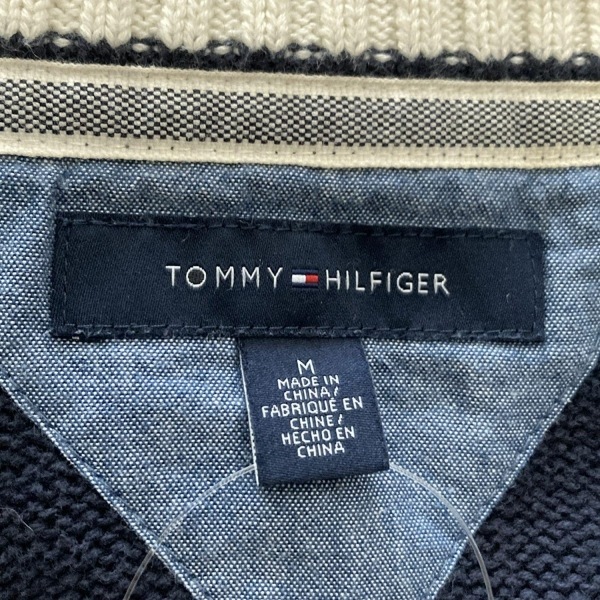 TOMMY HILFIGER
M
MADE IN
CHINA/
FABRIQUÉ EN
CHINE/
HECHO EN
CHINA